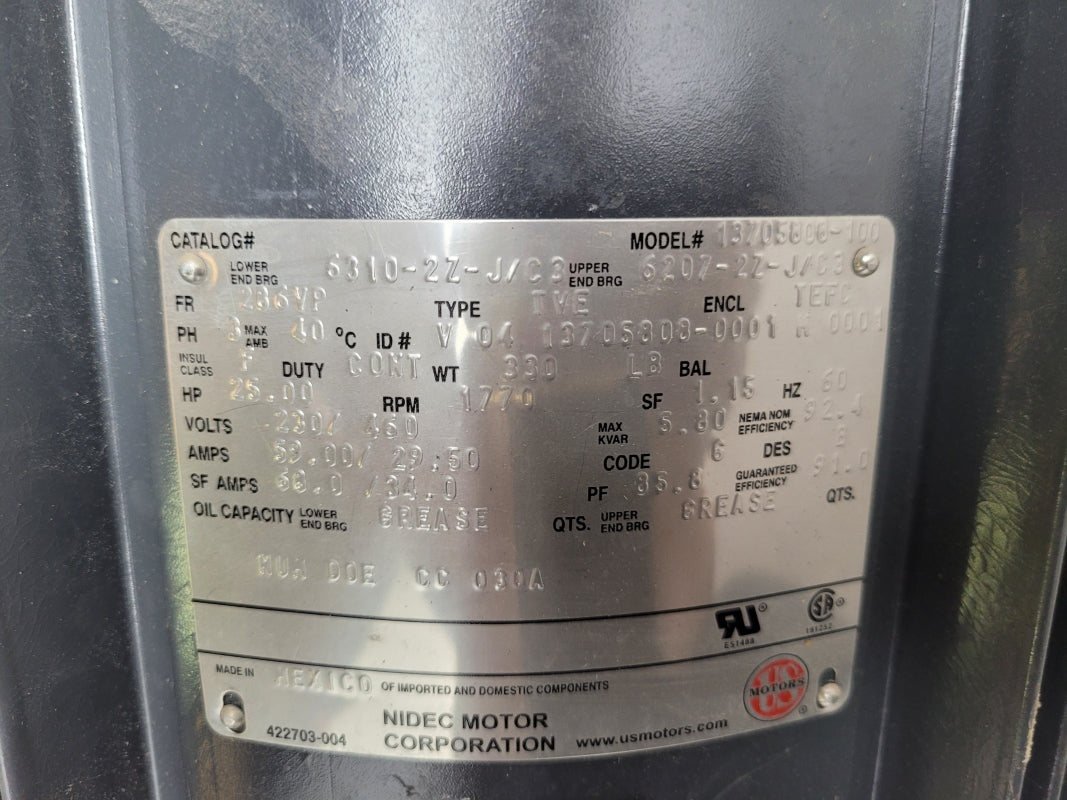 CATALOG# MODEL# 13705808-100
LOWER END BRG 6310-2Z-J/C3 UPPER END BRG 6207-2Z-J/C3
FR 286VP TYPE TVE ENCL TEFC
PH 3 MAX AMB 40 °C ID# V 04 13705808-0001 M 0001
INSUL CLASS F DUTY CONT WT 330 LB BAL
HP 25.00 RPM 1770 SF 1.15 HZ 60
VOLTS 230/ 460 MAX KVAR 5.80 NEMA NOM EFFICIENCY 92.4
AMPS 59.00/ 29.50 CODE G DES B
SF AMPS 68.0 /34.0 PF 85.8 GUARANTEED EFFICIENCY 91.0
OIL CAPACITY LOWER END BRG GREASE QTS. UPPER END BRG GREASE QTS.
DOE CC 030A
E51488
SA
181252
MADE IN MEXICO OF IMPORTED AND DOMESTIC COMPONENTS
US MOTORS
422703-004 NIDEC MOTOR CORPORATION www.usmotors.com